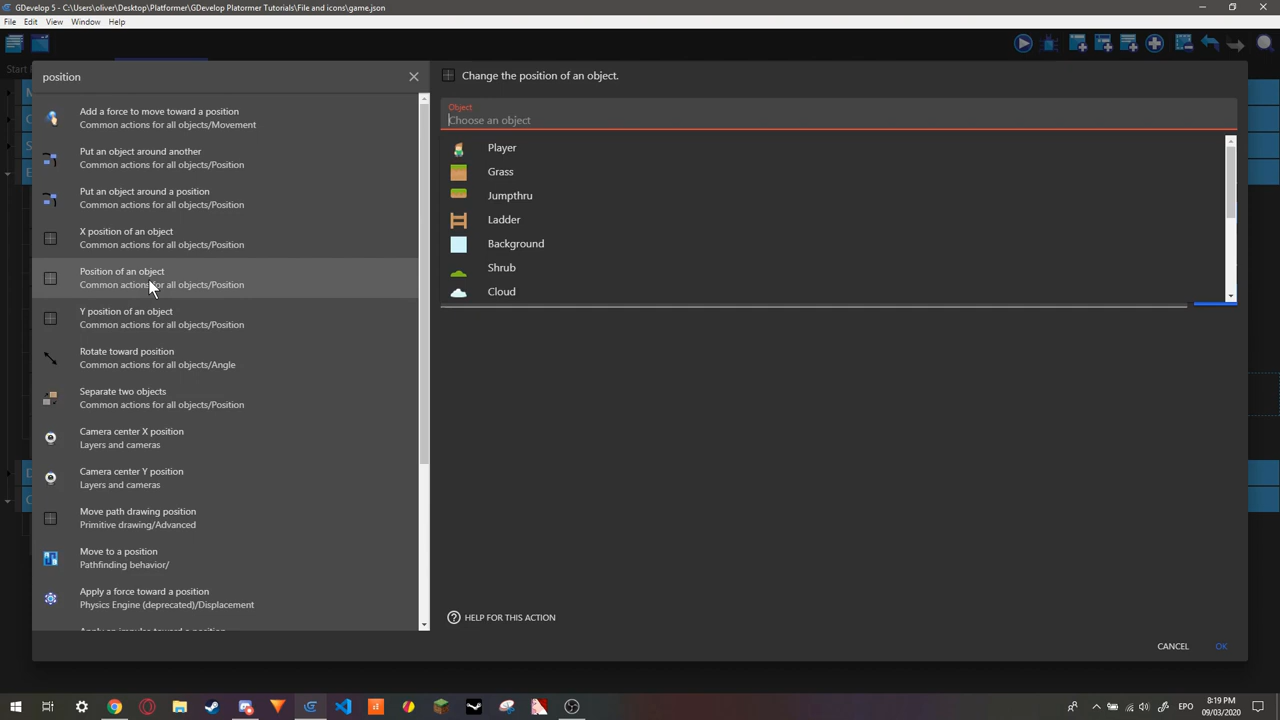 GDevelop 5 - C:\Users\oliver\Desktop\Platformer\GDevelop Platormer Tutorials\File and icons\game.json
File Edit View Window Help
Start
position
Change the position of an object.
Add a force to move toward a position
Common actions for all objects/Movement
Put an object around another
Common actions for all objects/Position
Put an object around a position
Common actions for all objects/Position
X position of an object
Common actions for all objects/Position
Position of an object
Common actions for all objects/Position
Y position of an object
Common actions for all objects/Position
Rotate toward position
Common actions for all objects/Angle
Separate two objects
Common actions for all objects/Position
Camera center X position
Layers and cameras
Camera center Y position
Layers and cameras
Move path drawing position
Primitive drawing/Advanced
Move to a position
Pathfinding behavior/
Apply a force toward a position
Physics Engine (deprecated)/Displacement
Object
Choose an object
Player
Grass
Jumpthru
Ladder
Background
Shrub
Cloud
HELP FOR THIS ACTION
CANCEL
OK
EPO
8:19 PM
09/03/2020